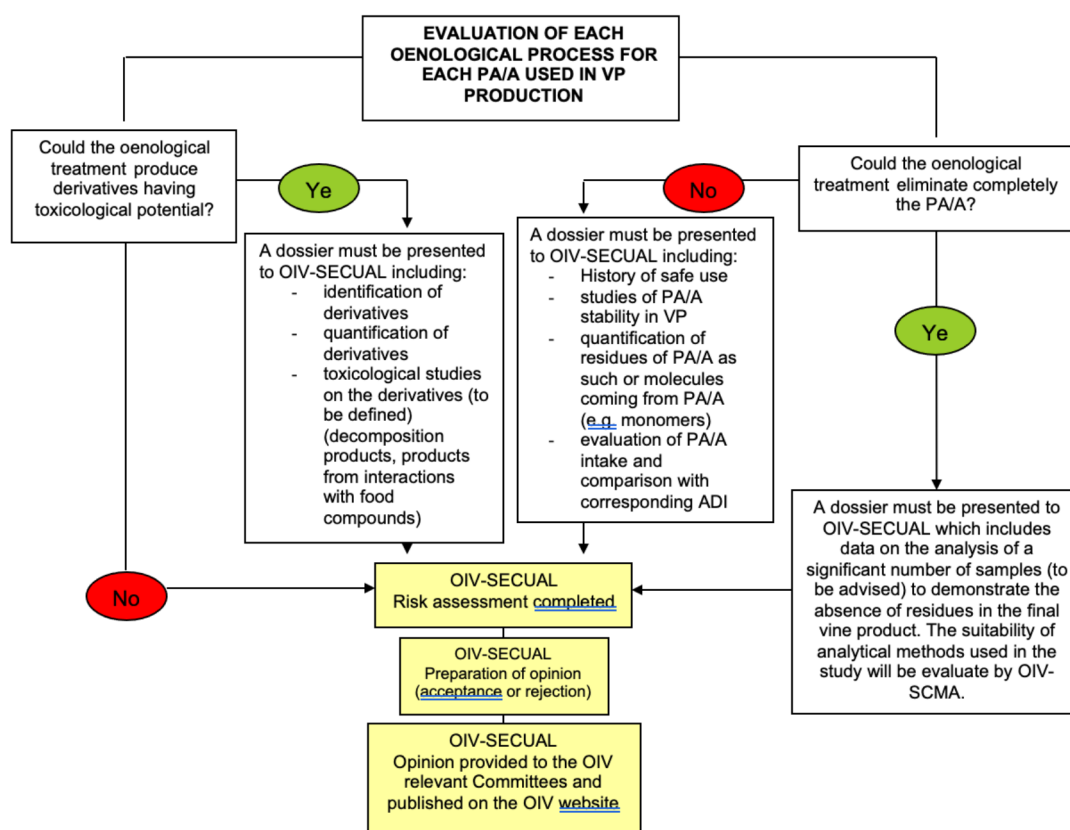 EVALUATION OF EACH
OENOLOGICAL PROCESS FOR
EACH PA/A USED IN VP
PRODUCTION
Could the oenological
treatment produce
derivatives having
toxicological potential?
Ye
No
Could the oenological
treatment eliminate completely
the PA/A?
A dossier must be presented
to OIV-SECUAL including:
- identification of
derivatives
- quantification of
derivatives
- toxicological studies
on the derivatives (to
be defined)
(decomposition
products, products
from interactions
with food
compounds)
A dossier must be presented
to OIV-SECUAL including:
- History of safe use
- studies of PA/A
stability in VP
- quantification of
residues of PA/A as
such or molecules
coming from PA/A
(e.g. monomers)
- evaluation of PA/A
intake and
comparison with
corresponding ADI
Ye
A dossier must be presented to
OIV-SECUAL which includes
data on the analysis of a
significant number of samples (to
be advised) to demonstrate the
absence of residues in the final
vine product. The suitability of
analytical methods used in the
study will be evaluate by OIV-
SCMA.
No
OIV-SECUAL
Risk assessment completed
OIV-SECUAL
Preparation of opinion
(acceptance or rejection)
OIV-SECUAL
Opinion provided to the OIV
relevant Committees and
published on the OIV website